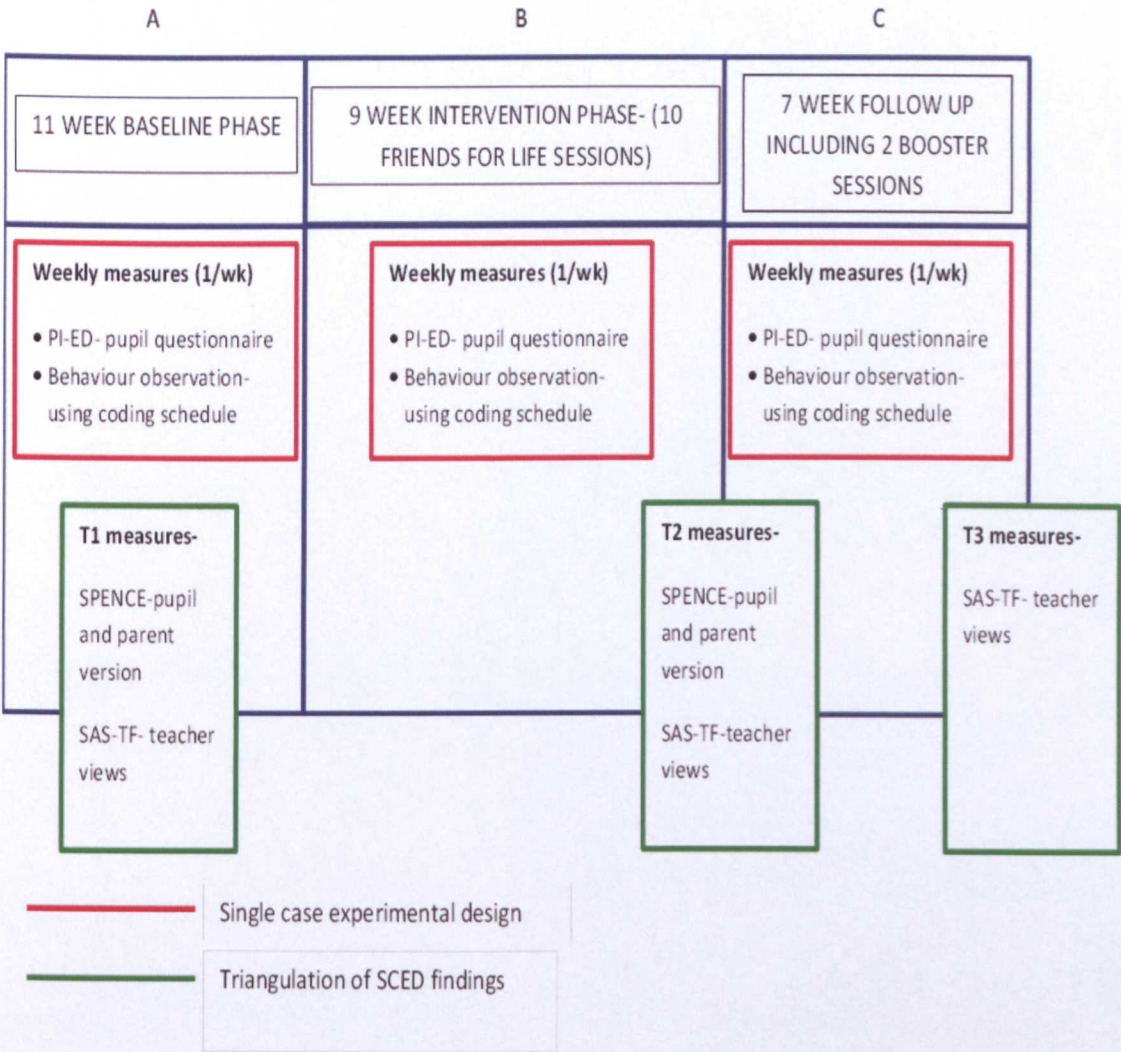 A
B
C
11 WEEK BASELINE PHASE
9 WEEK INTERVENTION PHASE- (10
FRIENDS FOR LIFE SESSIONS)
7 WEEK FOLLOW UP
INCLUDING 2 BOOSTER
SESSIONS
Weekly measures (1/wk)
• PI-ED- pupil questionnaire
• Behaviour observation-
using coding schedule
Weekly measures (1/wk)
• PI-ED- pupil questionnaire
• Behaviour observation-
using coding schedule
Weekly measures (1/wk)
• PI-ED- pupil questionnaire
• Behaviour observation-
using coding schedule
T1 measures-
SPENCE-pupil
and parent
version
SAS-TF- teacher
views
T2 measures-
SPENCE-pupil
and parent
version
SAS-TF-teacher
views
T3 measures-
SAS-TF- teacher
views
Single case experimental design
Triangulation of SCED findings